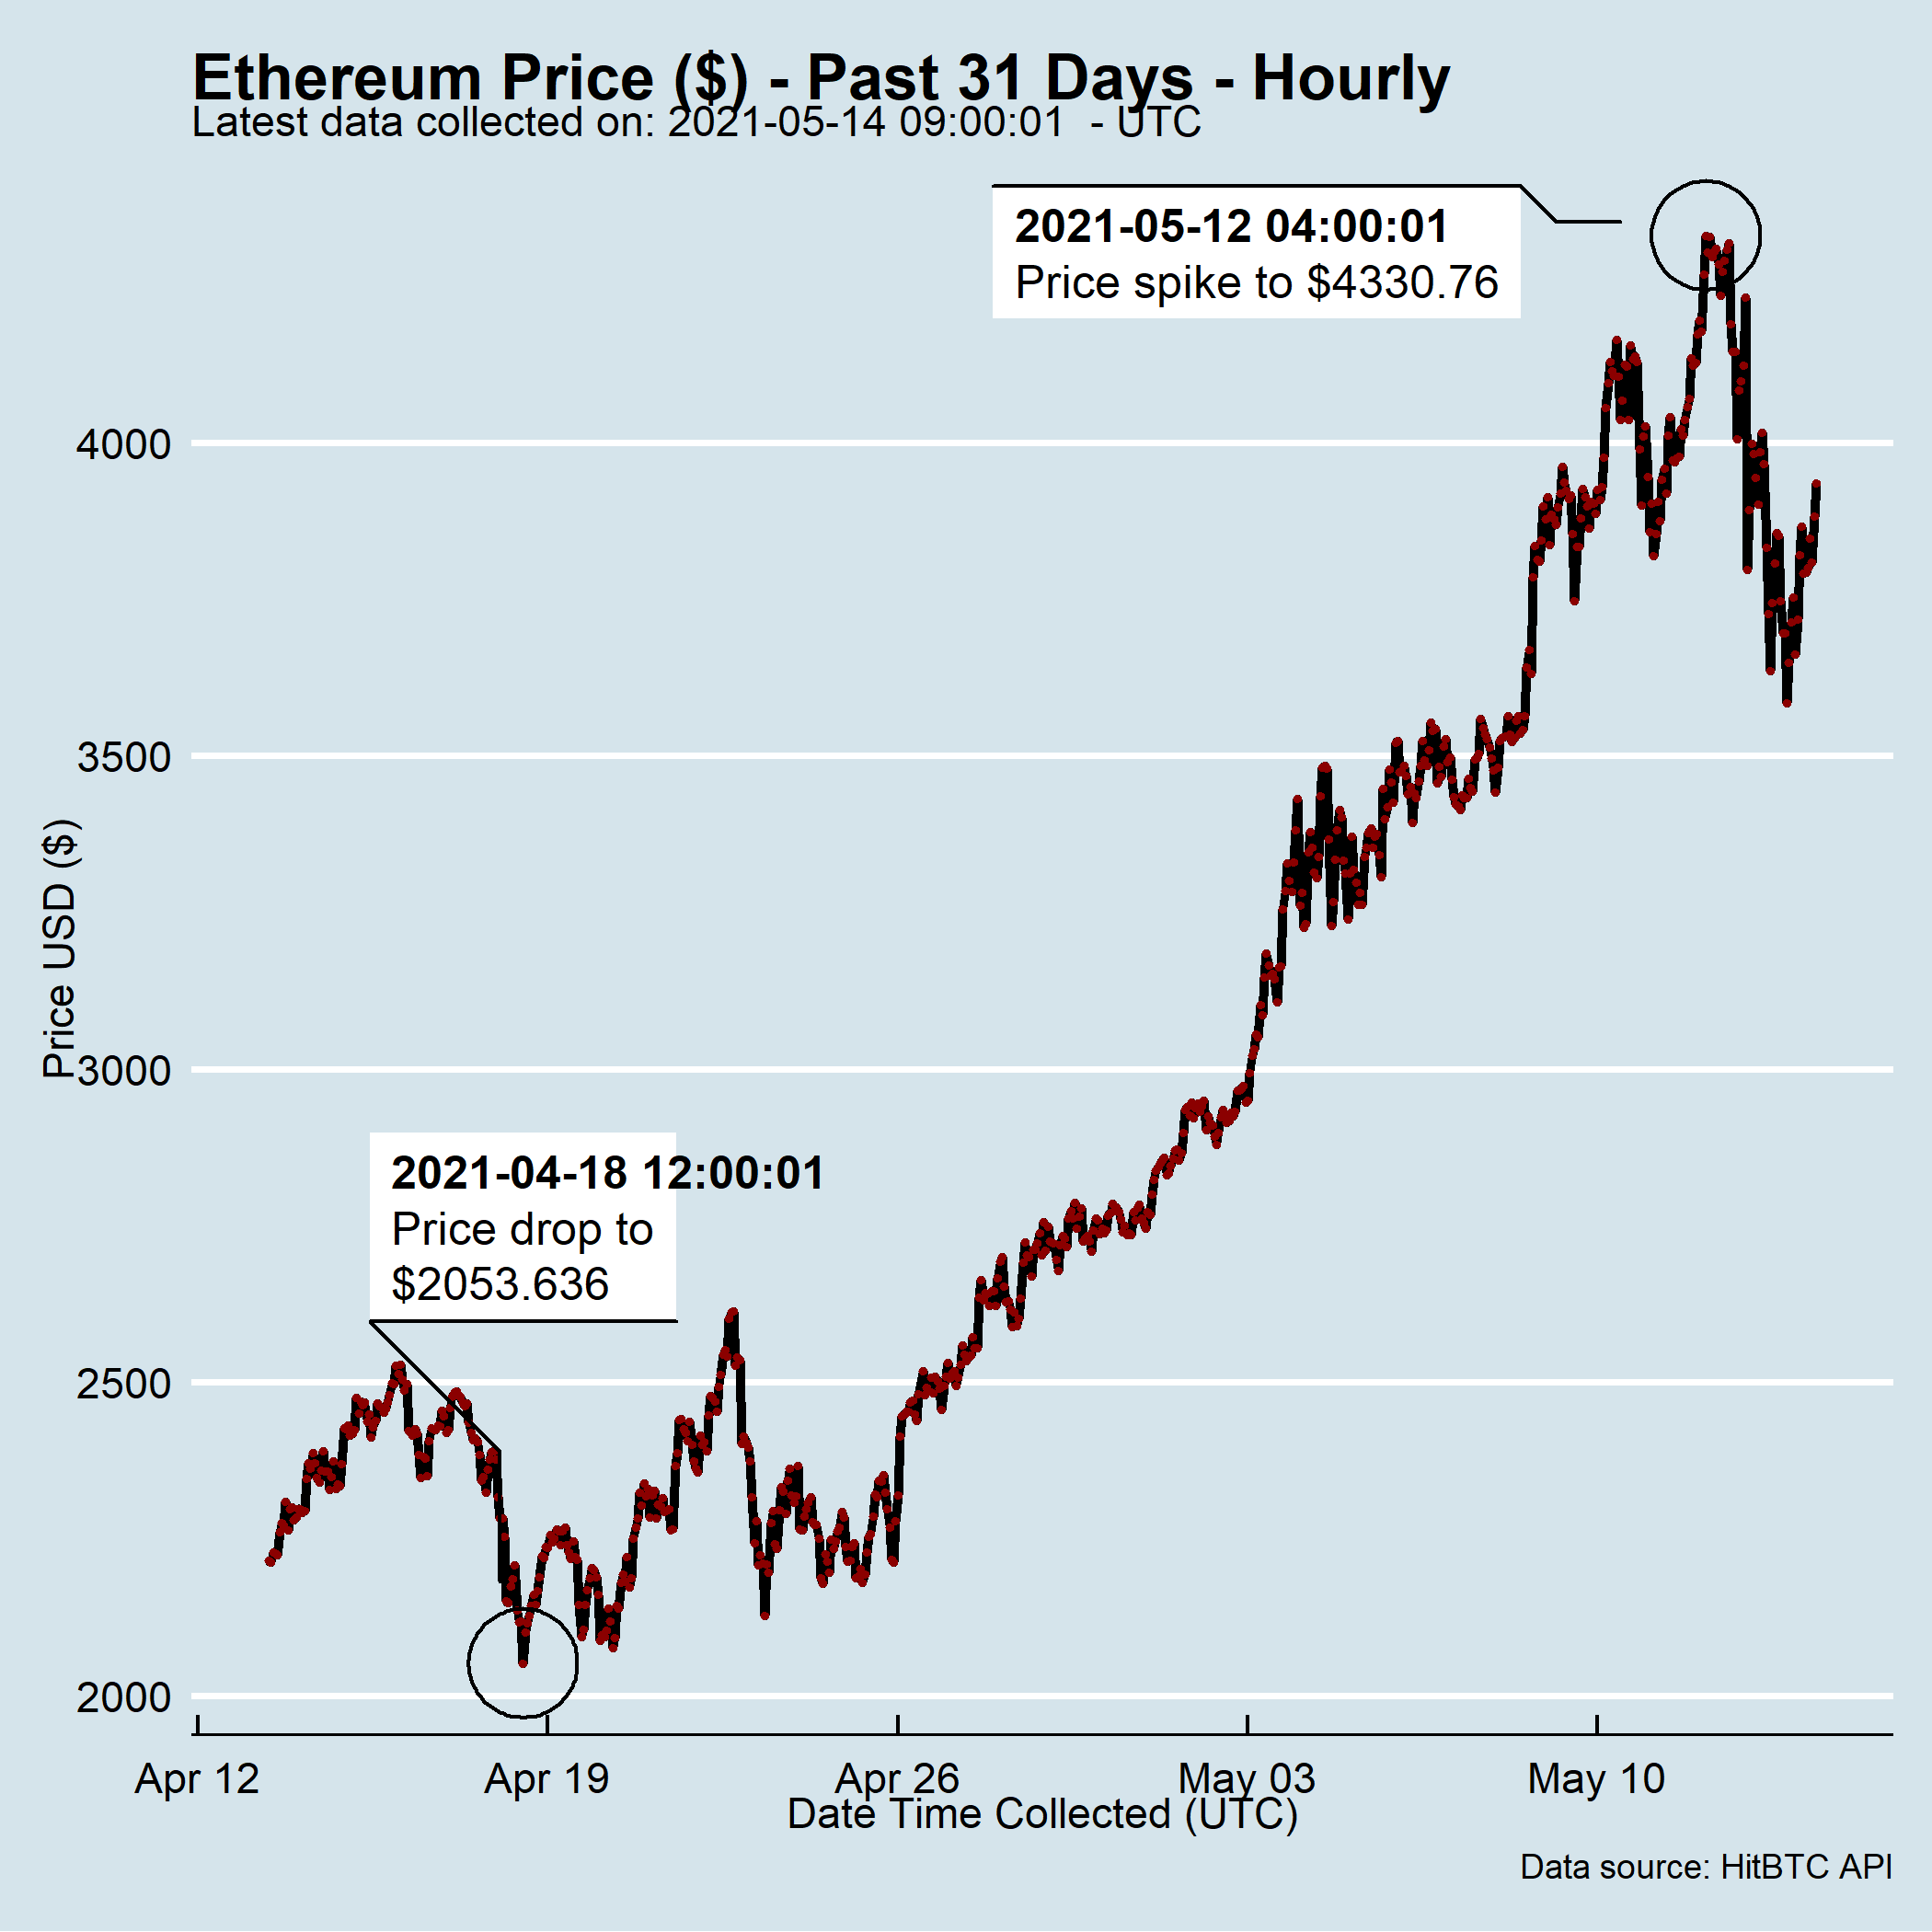 Ethereum Price ($) - Past 31 Days - Hourly
Latest data collected on: 2021-05-14 09:00:01  - UTC
2021-05-12 04:00:01
Price spike to $4330.76
4000
3500
Price USD ($)
3000
2021-04-18 12:00:01
Price drop to
$2053.636
2500
2000
Apr 12
Apr 19
Apr 26
May 03
May 10
Date Time Collected (UTC)
Data source: HitBTC API